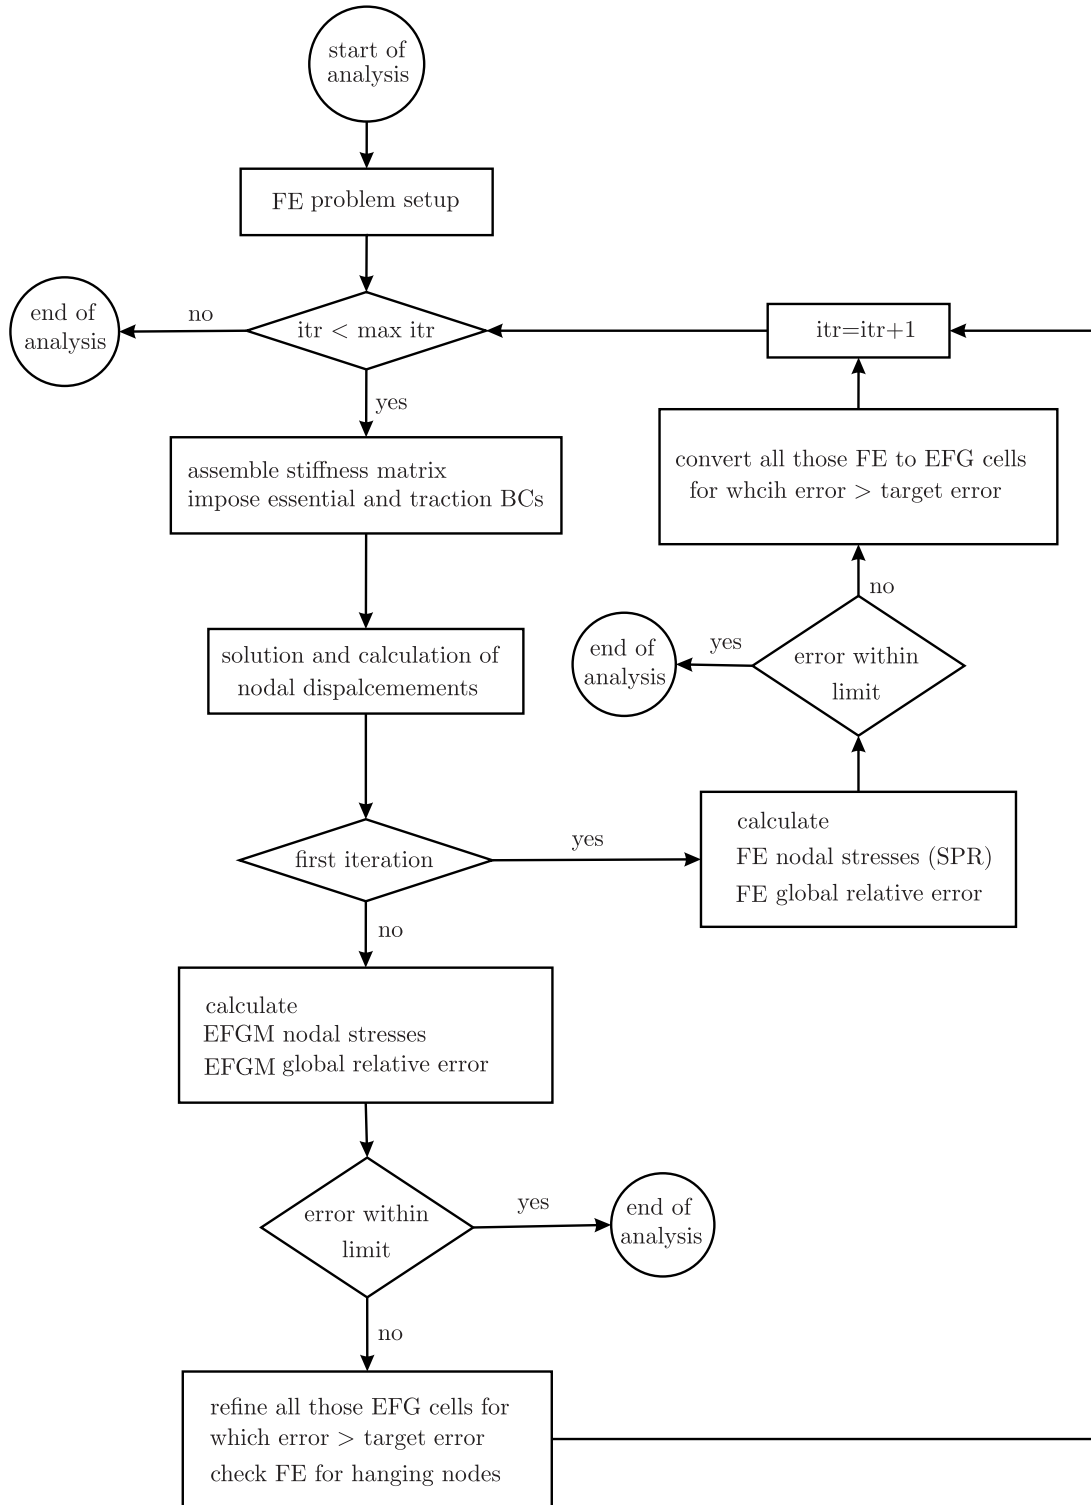 start of
analysis
FE problem setup
end of
analysis
no
itr < max itr
itr=itr+1
yes
assemble stiffness matrix
impose essential and traction BCs
convert all those FE to EFG cells
for whcih error > target error
no
solution and calculation of
nodal dispalcemements
end of
analysis
yes
error within
limit
first iteration
yes
calculate
FE nodal stresses (SPR)
FE global relative error
no
calculate
EFGM nodal stresses
EFGM global relative error
error within
limit
yes
end of
analysis
no
refine all those EFG cells for
which error > target error
check FE for hanging nodes